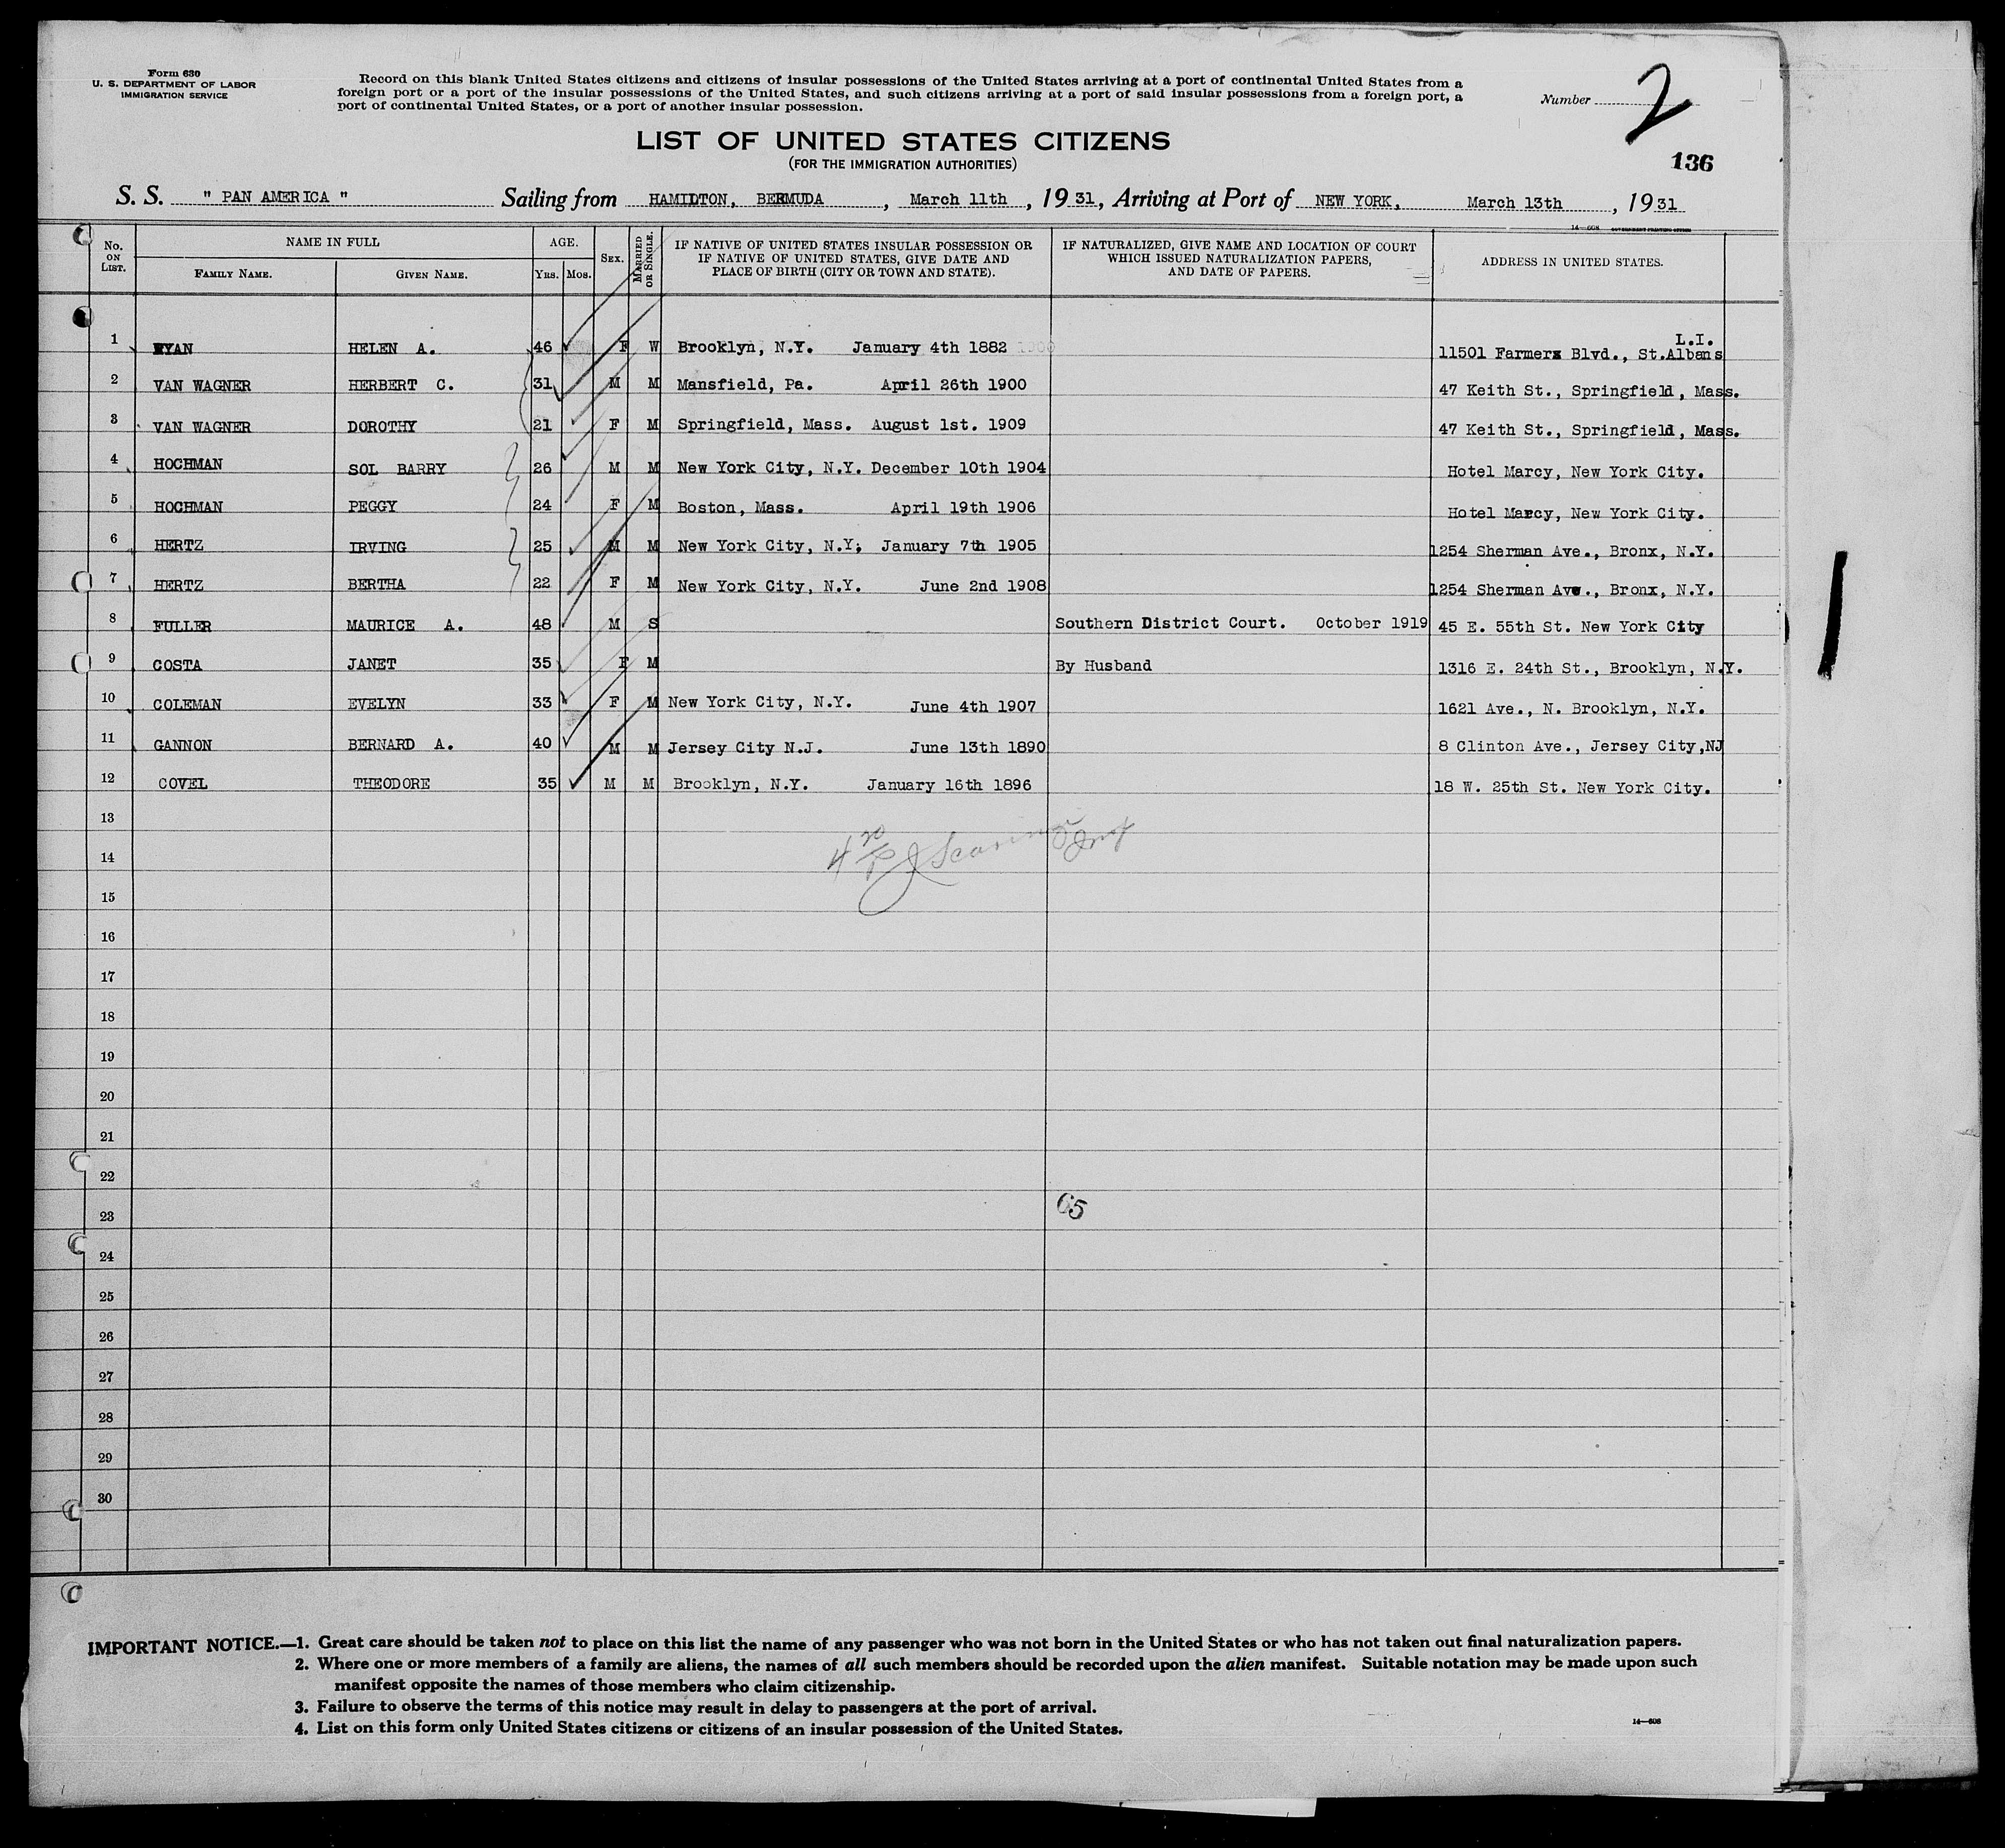 Form 630
U. S. DEPARTMENT OF LABOR
IMMIGRATION SERVICE
Record on this blank United States citizens and citizens of insular possessions of the United States arriving at a port of continental United States from a
foreign port or a port of the insular possessions of the United States, and such citizens arriving at a port of said insular possessions from a foreign port, a
port of continental United States, or a port of another insular possession.
Number 2
LIST OF UNITED STATES CITIZENS
(FOR THE IMMIGRATION AUTHORITIES)
136
S. S. " PAN AMERICA " Sailing from HAMILTON, BERMUDA , March 11th , 19 31, Arriving at Port of NEW YORK, March 13th , 19 31
14—608 GOVERNMENT PRINTING OFFICE
No. ON LIST. NAME IN FULL AGE. SEX. MARRIED OR SINGLE. IF NATIVE OF UNITED STATES INSULAR POSSESSION OR IF NATIVE OF UNITED STATES, GIVE DATE AND PLACE OF BIRTH (CITY OR TOWN AND STATE). IF NATURALIZED, GIVE NAME AND LOCATION OF COURT WHICH ISSUED NATURALIZATION PAPERS, AND DATE OF PAPERS. ADDRESS IN UNITED STATES.
FAMILY NAME. GIVEN NAME. YRS. MOS.
1 RYAN HELEN A. 46 F W Brooklyn, N.Y. January 4th 1882 11501 Farmers Blvd., St.Albans L.I.
2 VAN WAGNER HERBERT C. 31 M M Mansfield, Pa. April 26th 1900 47 Keith St., Springfield, Mass.
3 VAN WAGNER DOROTHY 21 F M Springfield, Mass. August 1st. 1909 47 Keith St., Springfield, Mass.
4 HOCHMAN SOL BARRY 26 M M New York City, N.Y. December 10th 1904 Hotel Marcy, New York City.
5 HOCHMAN PEGGY 24 F M Boston, Mass. April 19th 1906 Hotel Marcy, New York City.
6 HERTZ IRVING 25 M M New York City, N.Y; January 7th 1905 1254 Sherman Ave., Bronx, N.Y.
7 HERTZ BERTHA 22 F M New York City, N.Y. June 2nd 1908 1254 Sherman Ave., Bronx, N.Y.
8 FULLER MAURICE A. 48 M S Southern District Court. October 1919 45 E. 55th St. New York City
9 COSTA JANET 35 F M By Husband 1316 E. 24th St., Brooklyn, N.Y.
10 COLEMAN EVELYN 33 F M New York City, N.Y. June 4th 1907 1621 Ave., N. Brooklyn, N.Y.
11 GANNON BERNARD A. 40 M M Jersey City N.J. June 13th 1890 8 Clinton Ave., Jersey City,NJ
12 COVEL THEODORE 35 M M Brooklyn, N.Y. January 16th 1896 18 W. 25th St. New York City.
13
14
15
16
17
18
19
20
21
22
65
23
24
25
26
27
28
29
30
IMPORTANT NOTICE.—1. Great care should be taken not to place on this list the name of any passenger who was not born in the United States or who has not taken out final naturalization papers.
2. Where one or more members of a family are aliens, the names of all such members should be recorded upon the alien manifest. Suitable notation may be made upon such
manifest opposite the names of those members who claim citizenship.
3. Failure to observe the terms of this notice may result in delay to passengers at the port of arrival.
4. List on this form only United States citizens or citizens of an insular possession of the United States.
14—608